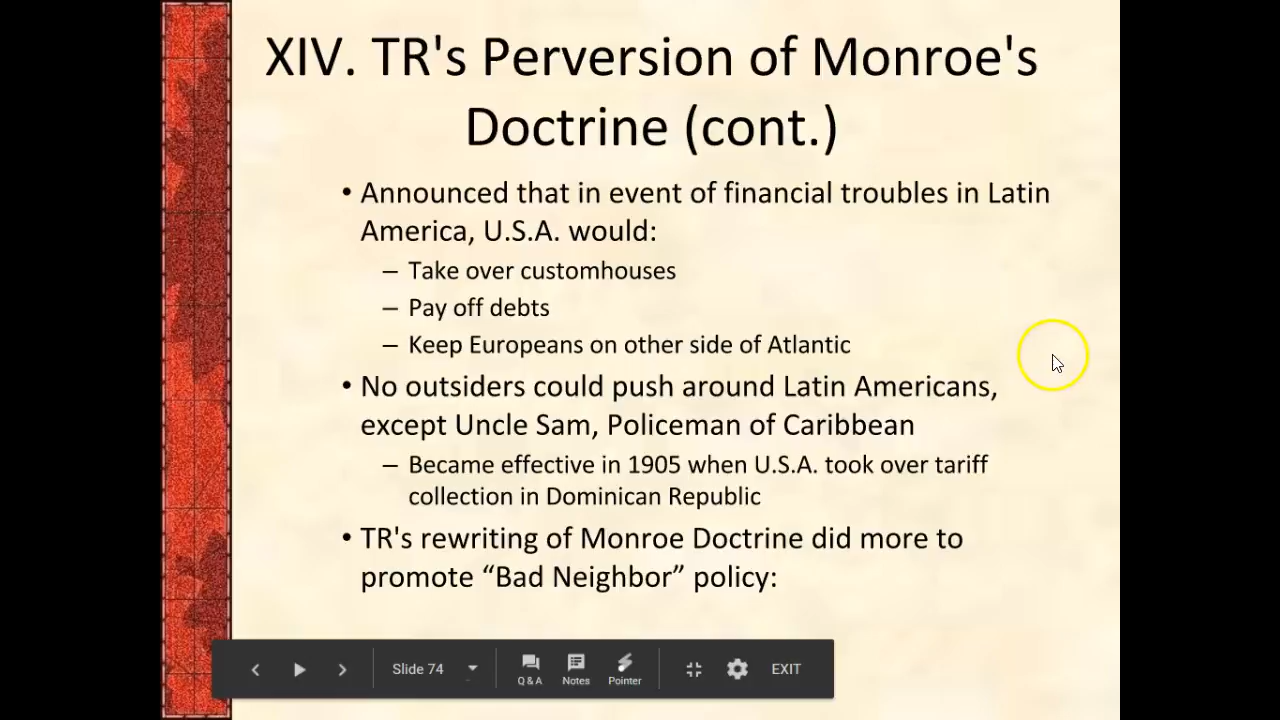 XIV. TR's Perversion of Monroe's
Doctrine (cont.)
• Announced that in event of financial troubles in Latin
America, U.S.A. would:
– Take over customhouses
– Pay off debts
– Keep Europeans on other side of Atlantic
• No outsiders could push around Latin Americans,
except Uncle Sam, Policeman of Caribbean
– Became effective in 1905 when U.S.A. took over tariff
collection in Dominican Republic
• TR's rewriting of Monroe Doctrine did more to
promote “Bad Neighbor” policy:
Slide 74
Q & A
Notes
Pointer
EXIT